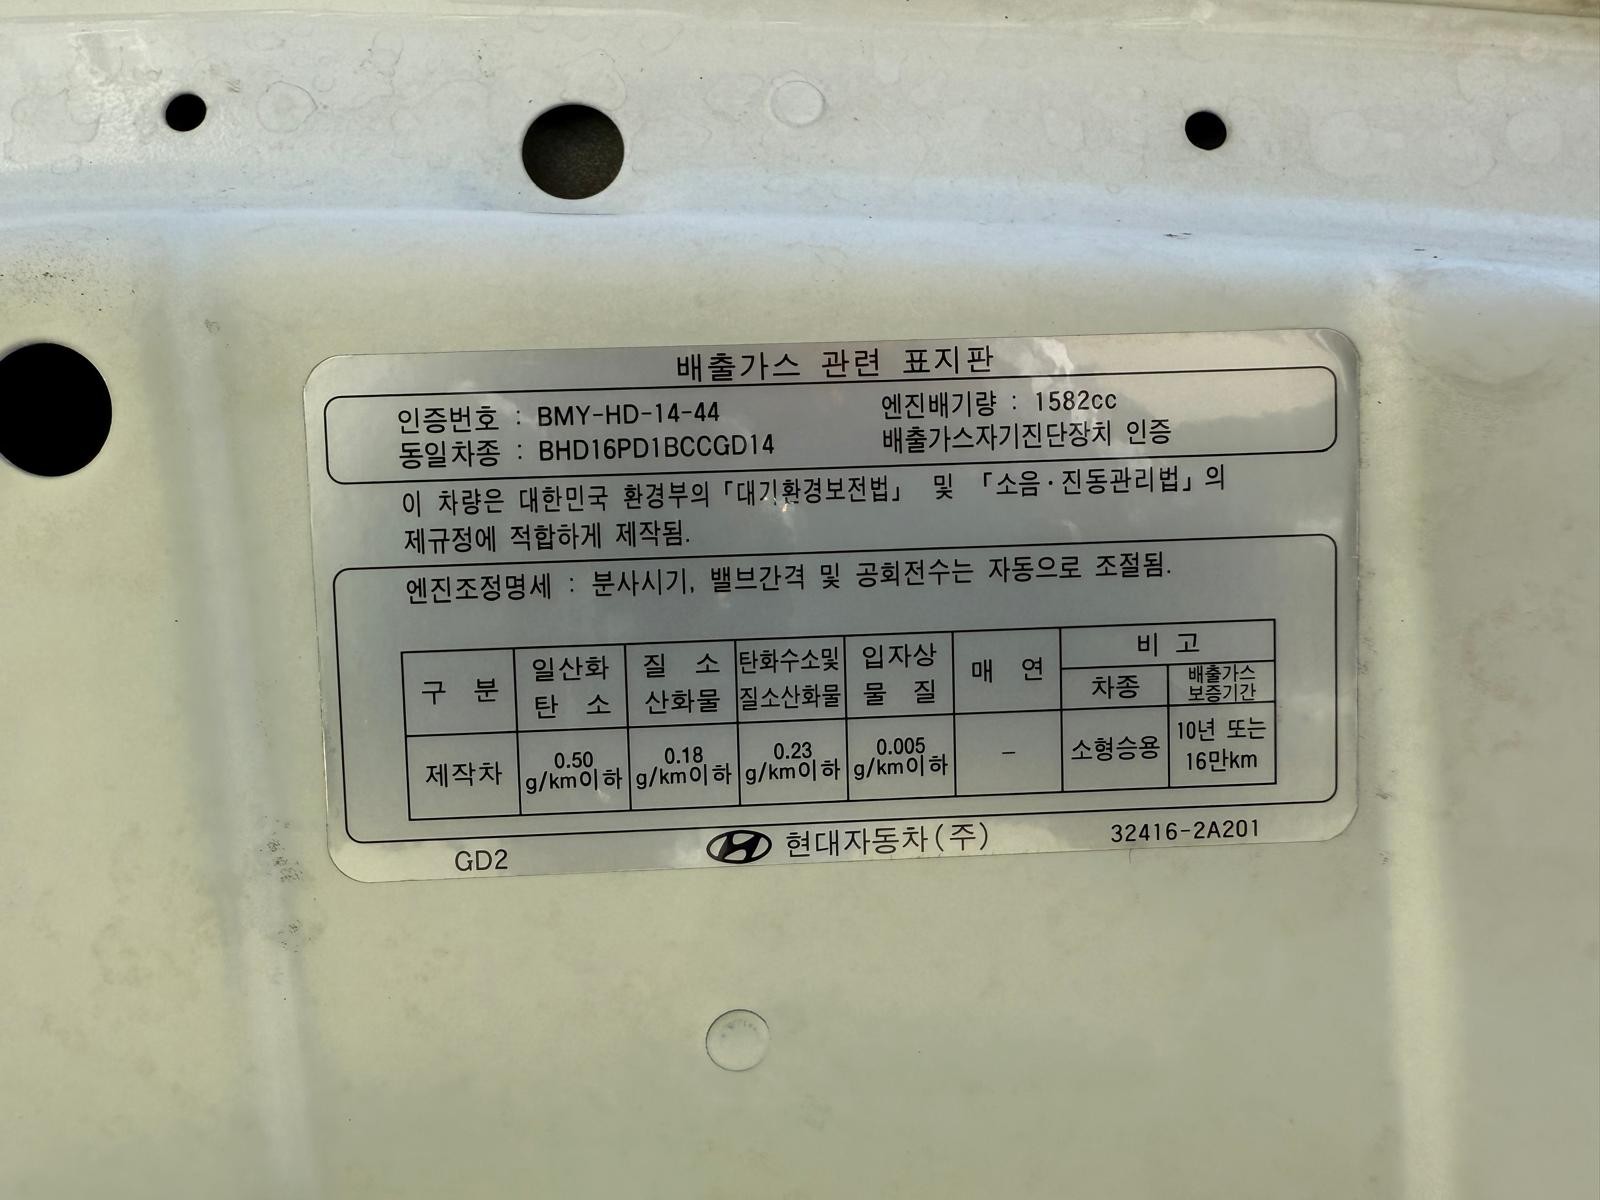 배출가스 관련 표지판
인증번호 : BMY-HD-14-44 엔진배기량 : 1582cc
동일차종 : BHD16PD1BCCGD14 배출가스자기진단장치 인증
이 차량은 대한민국 환경부의「대기환경보전법」 및 「소음·진동관리법」의
제규정에 적합하게 제작됨.
엔진조정명세 : 분사시기, 밸브간격 및 공회전수는 자동으로 조절됨.
구 분 일산화탄 소 질 소산화물 탄화수소및질소산화물 입자상물 질 매 연 비 고
차종 배출가스보증기간
제작차 0.50 g/km이하 0.18 g/km이하 0.23 g/km이하 0.005 g/km이하 - 소형승용 10년 또는 16만km
GD2 현대자동차(주) 32416-2A201